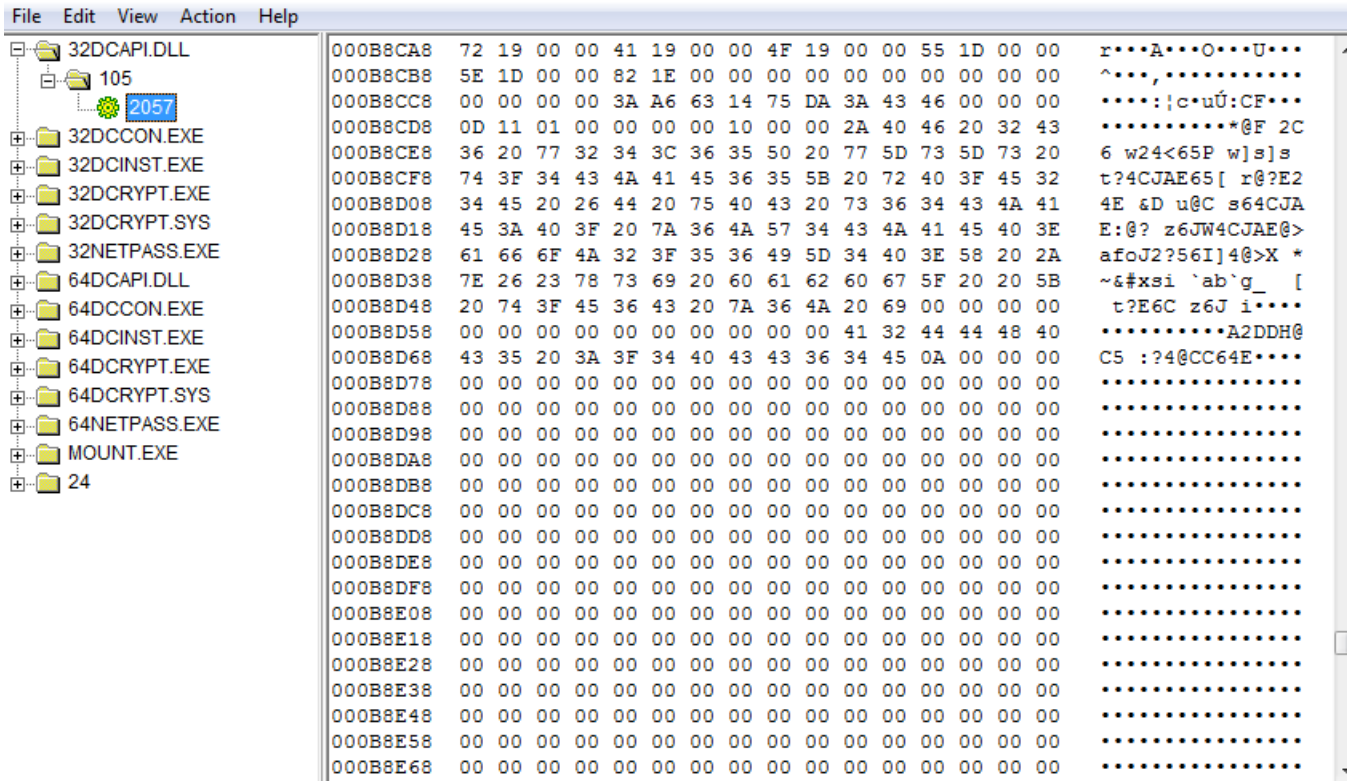 File Edit View Action Help
32DCAPI.DLL
105
2057
32DCCON.EXE
32DCINST.EXE
32DCRYPT.EXE
32DCRYPT.SYS
32NETPASS.EXE
64DCAPI.DLL
64DCCON.EXE
64DCINST.EXE
64DCRYPT.EXE
64DCRYPT.SYS
64NETPASS.EXE
MOUNT.EXE
24
000B8CA8 72 19 00 00 41 19 00 00 4F 19 00 00 55 1D 00 00 r•••A•••O•••U•••
000B8CB8 5E 1D 00 00 82 1E 00 00 00 00 00 00 00 00 00 00 ^•••‚•••••••••••
000B8CC8 00 00 00 00 3A A6 63 14 75 DA 3A 43 46 00 00 00 ••••:¦c•uÚ:CF•••
000B8CD8 0D 11 01 00 00 00 00 10 00 00 2A 40 46 20 32 43 ••••••••••*@F 2C
000B8CE8 36 20 77 32 34 3C 36 35 50 20 77 5D 73 5D 73 20 6 w24<65P w]s]s
000B8CF8 74 3F 34 43 4A 41 45 36 35 5B 20 72 40 3F 45 32 t?4CJAE65[ r@?E2
000B8D08 34 45 20 26 44 20 75 40 43 20 73 36 34 43 4A 41 4E &D u@C s64CJA
000B8D18 45 3A 40 3F 20 7A 36 4A 57 34 43 4A 41 45 40 3E E:@? z6JW4CJAE@>
000B8D28 61 66 6F 4A 32 3F 35 36 49 5D 34 40 3E 58 20 2A afoJ2?56I]4@>X *
000B8D38 7E 26 23 78 73 69 20 60 61 62 60 67 5F 20 20 5B ~&#xsi `ab`g_  [
000B8D48 20 74 3F 45 36 43 20 7A 36 4A 20 69 00 00 00 00 t?E6C z6J i••••
000B8D58 00 00 00 00 00 00 00 00 00 00 41 32 44 44 48 40 ••••••••••A2DDH@
000B8D68 43 35 20 3A 3F 34 40 43 43 36 34 45 0A 00 00 00 C5 :?4@CC64E••••
000B8D78 00 00 00 00 00 00 00 00 00 00 00 00 00 00 00 00 ••••••••••••••••
000B8D88 00 00 00 00 00 00 00 00 00 00 00 00 00 00 00 00 ••••••••••••••••
000B8D98 00 00 00 00 00 00 00 00 00 00 00 00 00 00 00 00 ••••••••••••••••
000B8DA8 00 00 00 00 00 00 00 00 00 00 00 00 00 00 00 00 ••••••••••••••••
000B8DB8 00 00 00 00 00 00 00 00 00 00 00 00 00 00 00 00 ••••••••••••••••
000B8DC8 00 00 00 00 00 00 00 00 00 00 00 00 00 00 00 00 ••••••••••••••••
000B8DD8 00 00 00 00 00 00 00 00 00 00 00 00 00 00 00 00 ••••••••••••••••
000B8DE8 00 00 00 00 00 00 00 00 00 00 00 00 00 00 00 00 ••••••••••••••••
000B8DF8 00 00 00 00 00 00 00 00 00 00 00 00 00 00 00 00 ••••••••••••••••
000B8E08 00 00 00 00 00 00 00 00 00 00 00 00 00 00 00 00 ••••••••••••••••
000B8E18 00 00 00 00 00 00 00 00 00 00 00 00 00 00 00 00 ••••••••••••••••
000B8E28 00 00 00 00 00 00 00 00 00 00 00 00 00 00 00 00 ••••••••••••••••
000B8E38 00 00 00 00 00 00 00 00 00 00 00 00 00 00 00 00 ••••••••••••••••
000B8E48 00 00 00 00 00 00 00 00 00 00 00 00 00 00 00 00 ••••••••••••••••
000B8E58 00 00 00 00 00 00 00 00 00 00 00 00 00 00 00 00 ••••••••••••••••
000B8E68 00 00 00 00 00 00 00 00 00 00 00 00 00 00 00 00 ••••••••••••••••